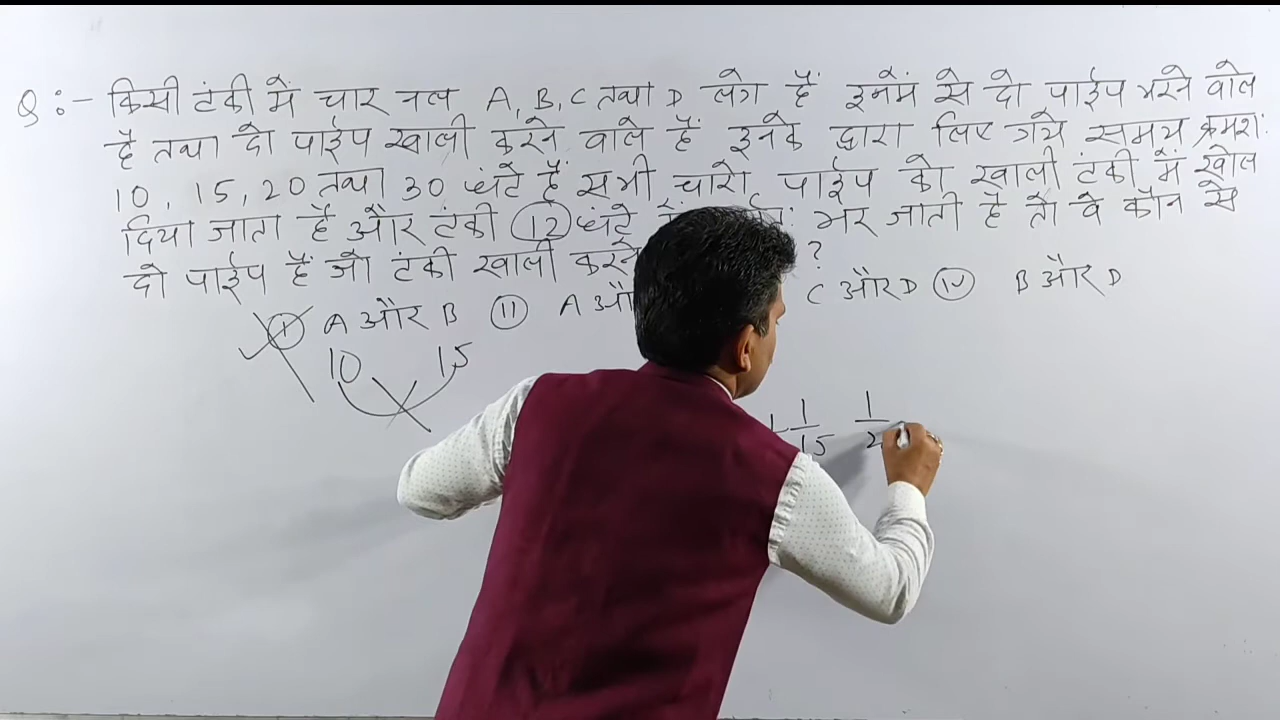 Q:- किसी टंकी में चार नल A, B, C तथा D लगे हैं इनमें से दो पाईप भरने वाले
है तथा दो पाईप खाली करने वाले हैं इनके द्वारा लिए गये समय क्रमश:
10, 15, 20 तथा 30 घंटे हैं सभी चारो पाईप को खाली टंकी में खोल
दिया जाता है और टंकी 12 घंटे भर जाती है तो वे कौन से
दो पाईप हैं जो टंकी खाली करने ?
(i) A और B (ii) A और C और D (iv) B और D
10 15
+ 1/15 1/2